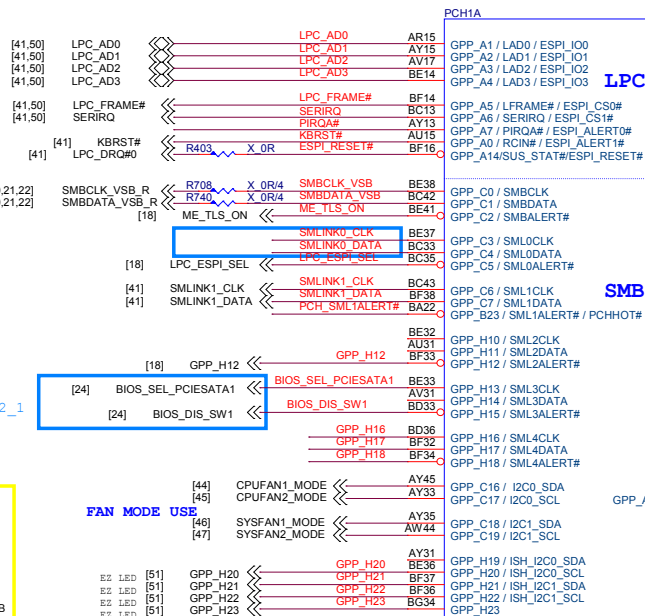 PCH1A
[41,50] LPC_AD0 LPC_AD0 AR15 GPP_A1 / LAD0 / ESPI_IO0
[41,50] LPC_AD1 LPC_AD1 AY15 GPP_A2 / LAD1 / ESPI_IO1
[41,50] LPC_AD2 LPC_AD2 AV17 GPP_A3 / LAD2 / ESPI_IO2
[41,50] LPC_AD3 LPC_AD3 BE14 GPP_A4 / LAD3 / ESPI_IO3
LPC
[41,50] LPC_FRAME# LPC_FRAME# BF14 GPP_A5 / LFRAME# / ESPI_CS0#
[41,50] SERIRQ SERIRQ BC13 GPP_A6 / SERIRQ / ESPI_CS1#
PIRQA# AY13 GPP_A7 / PIRQA# / ESPI_ALERT0#
[41] KBRST# KBRST# AU15 GPP_A0 / RCIN# / ESPI_ALERT1#
[41] LPC_DRQ#0 R403 X_0R ESPI_RESET# BF16 GPP_A14/SUS_STAT#/ESPI_RESET#
,21,22] SMBCLK_VSB_R R708 X_0R/4 SMBCLK_VSB BE38 GPP_C0 / SMBCLK
,21,22] SMBDATA_VSB_R R740 X_0R/4 SMBDATA_VSB BC42 GPP_C1 / SMBDATA
[18] ME_TLS_ON ME_TLS_ON BE41 GPP_C2 / SMBALERT#
SMLINK0_CLK BE37 GPP_C3 / SML0CLK
SMLINK0_DATA BC33 GPP_C4 / SML0DATA
[18] LPC_ESPI_SEL LPC_ESPI_SEL BC35 GPP_C5 / SML0ALERT#
[41] SMLINK1_CLK SMLINK1_CLK BC43 GPP_C6 / SML1CLK
SMB
[41] SMLINK1_DATA SMLINK1_DATA BF38 GPP_C7 / SML1DATA
PCH_SML1ALERT# BA22 GPP_B23 / SML1ALERT# / PCHHOT#
BE32 GPP_H10 / SML2CLK
AU31 GPP_H11 / SML2DATA
[18] GPP_H12 GPP_H12 BF33 GPP_H12 / SML2ALERT#
[24] BIOS_SEL_PCIESATA1 BIOS_SEL_PCIESATA1 BE33 GPP_H13 / SML3CLK
AV31 GPP_H14 / SML3DATA
2_1
[24] BIOS_DIS_SW1 BIOS_DIS_SW1 BD33 GPP_H15 / SML3ALERT#
GPP_H16 BD36 GPP_H16 / SML4CLK
GPP_H17 BF32 GPP_H17 / SML4DATA
GPP_H18 BF34 GPP_H18 / SML4ALERT#
[44] CPUFAN1_MODE AY45 GPP_C16 / I2C0_SDA
[45] CPUFAN2_MODE AY33 GPP_C17 / I2C0_SCL GPP_A
FAN MODE USE
[46] SYSFAN1_MODE AY35 GPP_C18 / I2C1_SDA
[47] SYSFAN2_MODE AW44 GPP_C19 / I2C1_SCL
AY31 GPP_H19 / ISH_I2C0_SDA
EZ LED [51] GPP_H20 GPP_H20 BE36 GPP_H20 / ISH_I2C0_SCL
EZ LED [51] GPP_H21 GPP_H21 BF37 GPP_H21 / ISH_I2C1_SDA
EZ LED [51] GPP_H22 GPP_H22 BF36 GPP_H22 / ISH_I2C1_SCL
EZ LED [51] GPP_H23 GPP_H23 BG34 GPP_H23
B